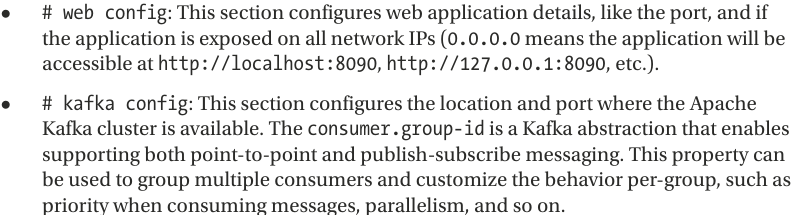 • # web config: This section configures web application details, like the port, and if
the application is exposed on all network IPs (0.0.0.0 means the application will be
accessible at http://localhost:8090, http://127.0.0.1:8090, etc.).
• # kafka config: This section configures the location and port where the Apache
Kafka cluster is available. The consumer.group-id is a Kafka abstraction that enables
supporting both point-to-point and publish-subscribe messaging. This property can
be used to group multiple consumers and customize the behavior per-group, such as
priority when consuming messages, parallelism, and so on.